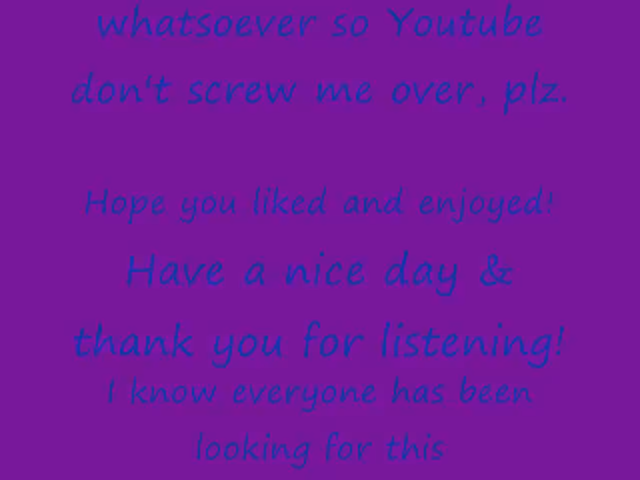 whatsoever so Youtube
don't screw me over, plz.
Hope you liked and enjoyed!
Have a nice day &
thank you for listening!
I know everyone has been
looking for this